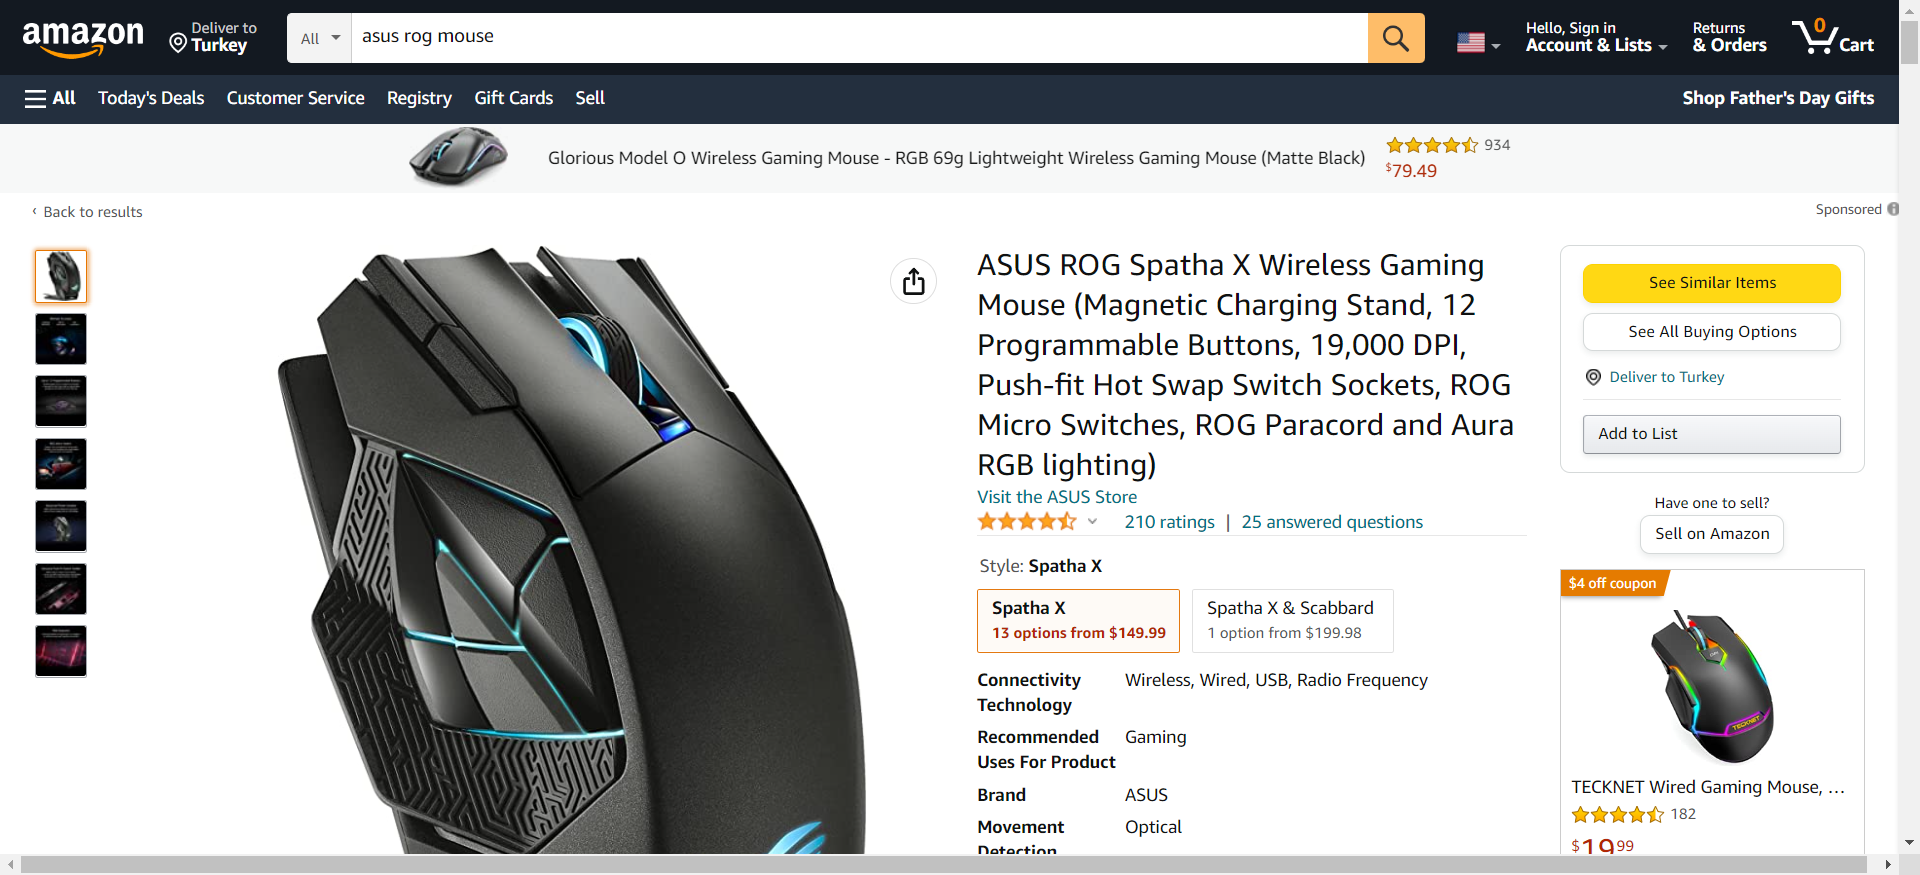 amazon
Deliver to
Turkey
All
asus rog mouse
Hello, Sign in
Account & Lists
Returns
& Orders
0
Cart
All
Today's Deals
Customer Service
Registry
Gift Cards
Sell
Shop Father's Day Gifts
Glorious Model O Wireless Gaming Mouse - RGB 69g Lightweight Wireless Gaming Mouse (Matte Black)
934
$79.49
‹ Back to results
Sponsored
ASUS ROG Spatha X Wireless Gaming
Mouse (Magnetic Charging Stand, 12
Programmable Buttons, 19,000 DPI,
Push-fit Hot Swap Switch Sockets, ROG
Micro Switches, ROG Paracord and Aura
RGB lighting)
Visit the ASUS Store
210 ratings | 25 answered questions
Style: Spatha X
Spatha X
13 options from $149.99
Spatha X & Scabbard
1 option from $199.98
Connectivity Technology
Wireless, Wired, USB, Radio Frequency
Recommended Uses For Product
Gaming
Brand
ASUS
Movement Detection
Optical
See Similar Items
See All Buying Options
Deliver to Turkey
Add to List
Have one to sell?
Sell on Amazon
$4 off coupon
TECKNET
TECKNET Wired Gaming Mouse, ...
182
$19.99